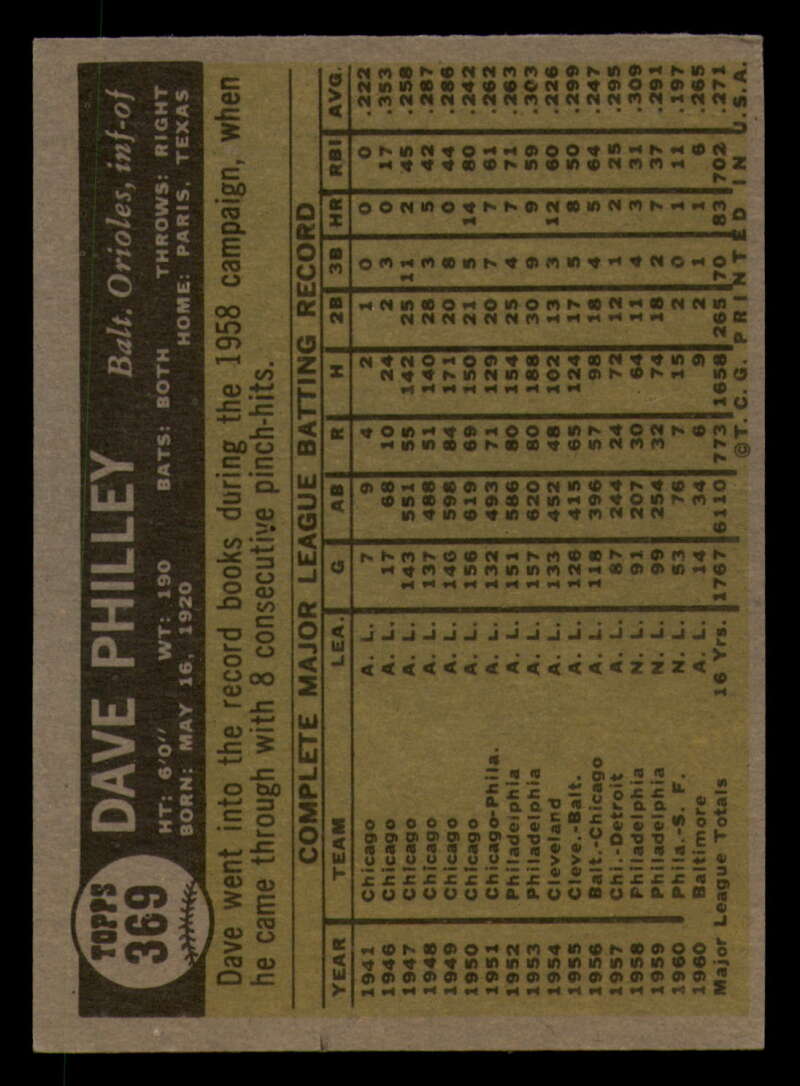 TOPPS
369
DAVE PHILLEY Balt. Orioles, inf-of
HT: 6'0" WT: 190 BATS: BOTH THROWS: RIGHT
BORN: MAY 16, 1920 HOME: PARIS, TEXAS
Dave went into the record books during the 1958 campaign, when
he came through with 8 consecutive pinch-hits.
COMPLETE MAJOR LEAGUE BATTING RECORD
YEAR TEAM LEA. G AB R H 2B 3B HR RBI AVG.
1941 Chicago A. L. 7 9 4 2 1 0 0 0 .222
1946 Chicago A. L. 17 68 10 24 2 3 0 17 .353
1947 Chicago A. L. 143 551 55 142 25 11 2 45 .258
1948 Chicago A. L. 137 488 51 140 28 3 5 42 .287
1949 Chicago A. L. 146 598 84 171 20 8 0 44 .286
1950 Chicago A. L. 156 619 69 150 21 5 14 80 .242
1951 Chicago-Phila. A. L. 132 493 71 129 20 7 7 61 .262
1952 Philadelphia A. L. 151 586 80 154 25 4 7 71 .263
1953 Philadelphia A. L. 157 620 80 188 30 9 9 59 .303
1954 Cleveland A. L. 133 452 48 102 13 3 12 60 .226
1955 Cleve.-Balt. A. L. 126 415 65 124 17 5 8 50 .299
1956 Balt.-Chicago A. L. 118 396 57 98 18 4 5 64 .247
1957 Chi.-Detroit A. L. 87 244 24 72 12 1 2 25 .295
1958 Philadelphia N. L. 91 207 30 64 11 4 3 31 .309
1959 Philadelphia N. L. 99 254 32 74 18 2 7 37 .291
1960 Phila.-S. F. N. L. 53 76 7 15 2 0 1 11 .197
1960 Baltimore A. L. 14 34 6 9 2 1 1 6 .265
Major League Totals 16 Yrs. 1767 6110 773 1658 265 70 83 702 .271
©T. C. G. PRINTED IN U.S.A.